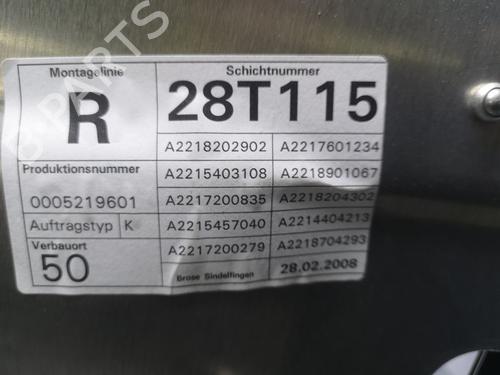 Montagelinie
Schichtnummer
R
28T115
A2218202902 A2217601234
Produktionsnummer
A2215403108 A2218901067
0005219601
A2217200835 A2218204302
Auftragstyp K
A2215457040 A2214404213
Verbauort
A2217200279 A2218704293
50
Brose Sindelfingen
28.02.2008
B-PARTS